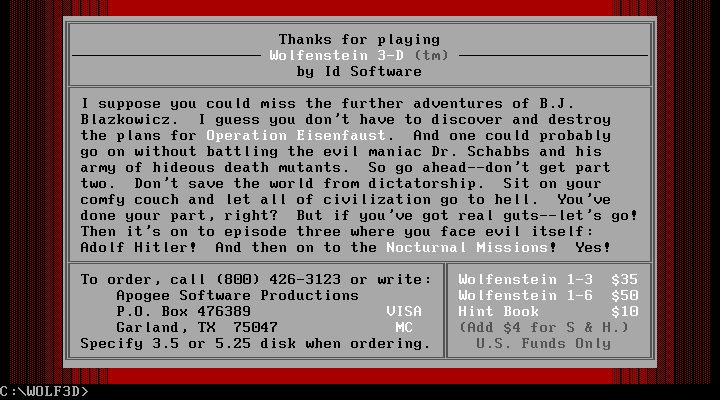 Thanks for playing
Wolfenstein 3-D (tm)
by Id Software
I suppose you could miss the further adventures of B.J.
Blazkowicz.  I guess you don't have to discover and destroy
the plans for Operation Eisenfaust.  And one could probably
go on without battling the evil maniac Dr. Schabbs and his
army of hideous death mutants.  So go ahead--don't get part
two.  Don't save the world from dictatorship.  Sit on your
comfy couch and let all of civilization go to hell.  You've
done your part, right?  But if you've got real guts--let's go!
Then it's on to episode three where you face evil itself:
Adolf Hitler!  And then on to the Nocturnal Missions!  Yes!
To order, call (800) 426-3123 or write:
Apogee Software Productions
P.O. Box 476389 VISA
Garland, TX  75047 MC
Specify 3.5 or 5.25 disk when ordering.
Wolfenstein 1-3 $35
Wolfenstein 1-6 $50
Hint Book $10
(Add $4 for S & H.)
U.S. Funds Only
C:\WOLF3D>